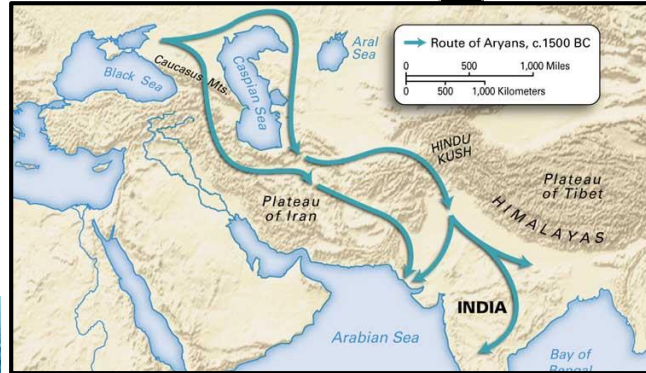 Route of Aryans, c.1500 BC
0 500 1,000 Miles
0 500 1,000 Kilometers
Aral
Sea
Black Sea
Caucasus Mts.
Caspian Sea
HINDU
KUSH
Plateau
of Tibet
HIMALAYAS
Plateau
of Iran
INDIA
Arabian Sea
Bay of
Bengal